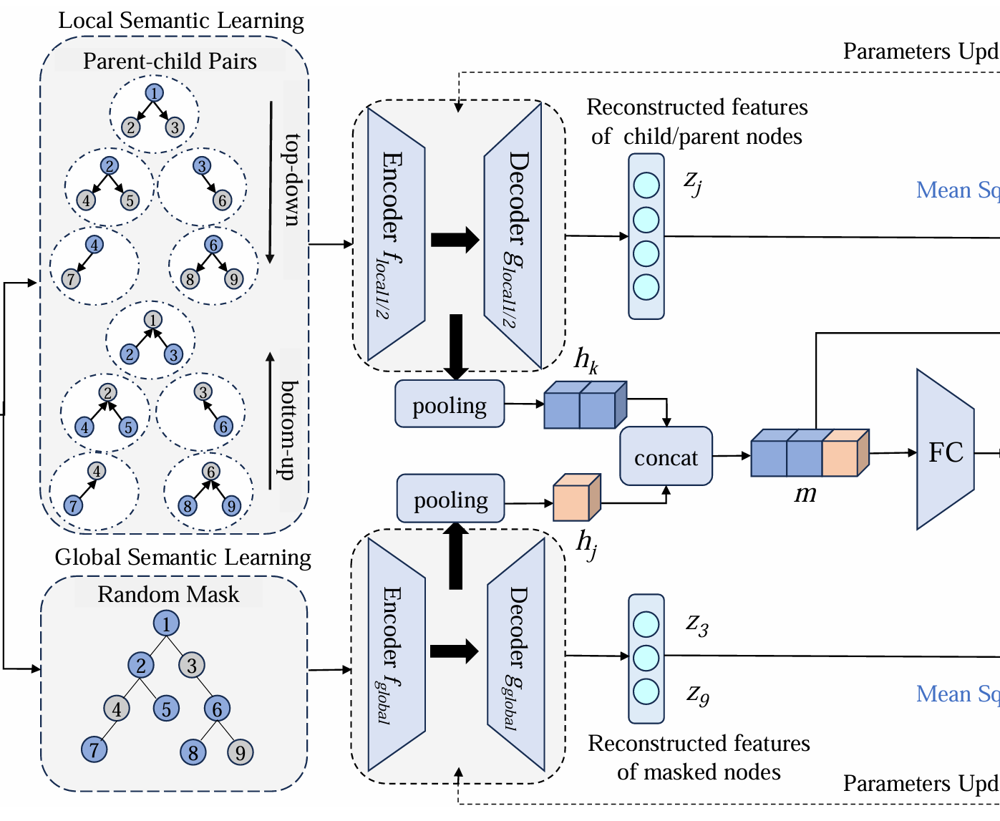 Local Semantic Learning
Parent-child Pairs
1
2 3
2 3
4 5 6
4 6
7 8 9
top-down
1
2 3
2 3
4 5 6
4 6
7 8 9
bottom-up
Global Semantic Learning
Random Mask
1
2 3
4 5 6
7 8 9
Encoder f_local1/2
Decoder g_local1/2
Parameters Upd
Reconstructed features
of child/parent nodes
z_j
Mean Sq
pooling
h_k
concat
m
FC
pooling
h_j
Encoder f_global
Decoder g_global
z_3
z_9
Mean Sq
Reconstructed features
of masked nodes
Parameters Upd